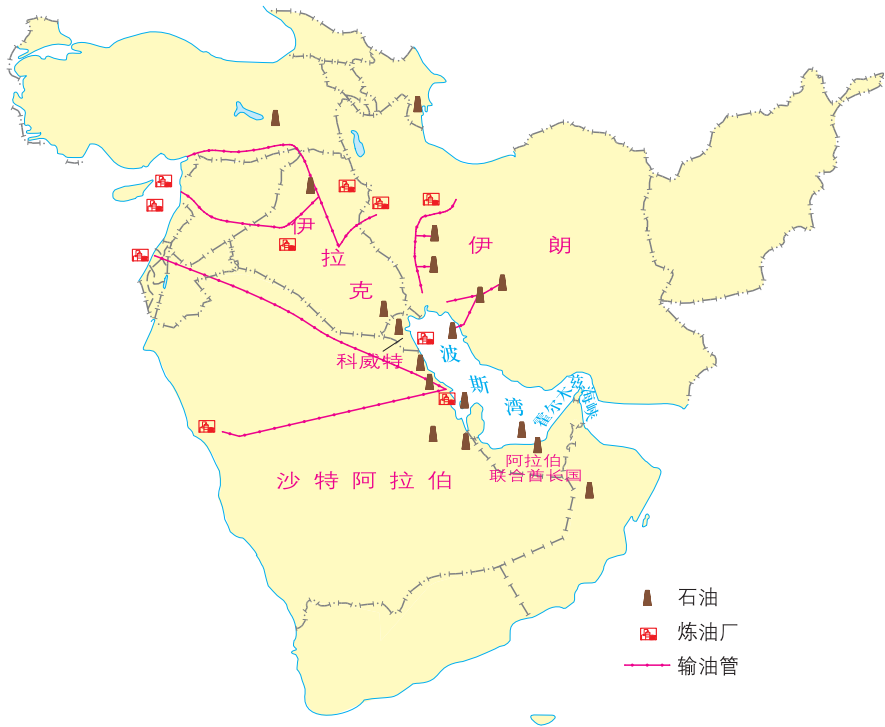 伊拉克
伊朗
科威特
波斯湾
霍尔木兹海峡
阿拉伯
联合酋长国
沙特阿拉伯
石油
炼油厂
输油管